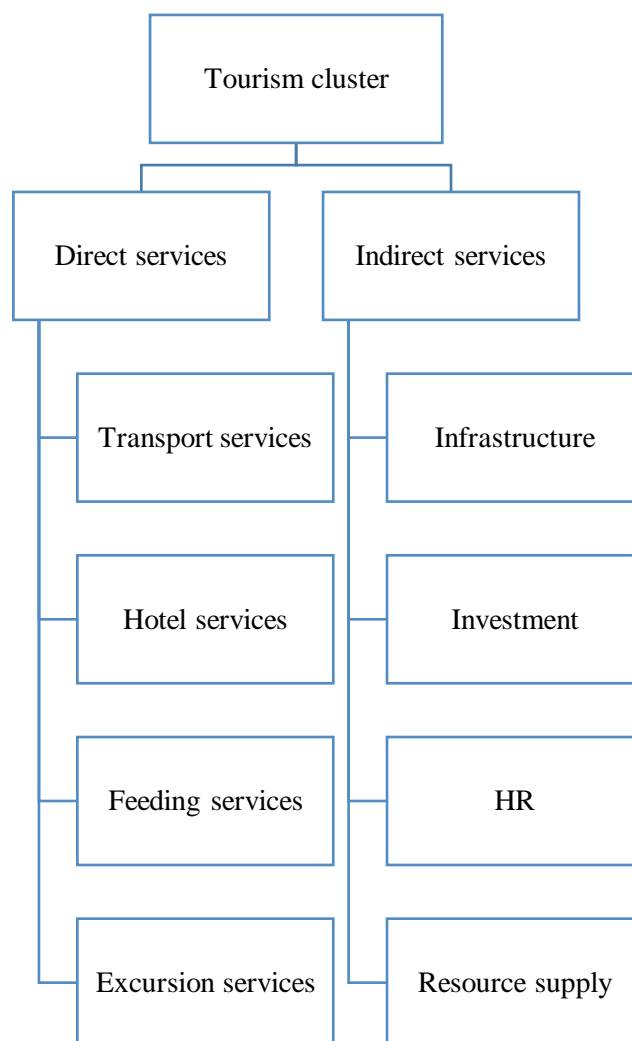 Tourism cluster
Direct services
Indirect services
Transport services
Infrastructure
Hotel services
Investment
Feeding services
HR
Excursion services
Resource supply